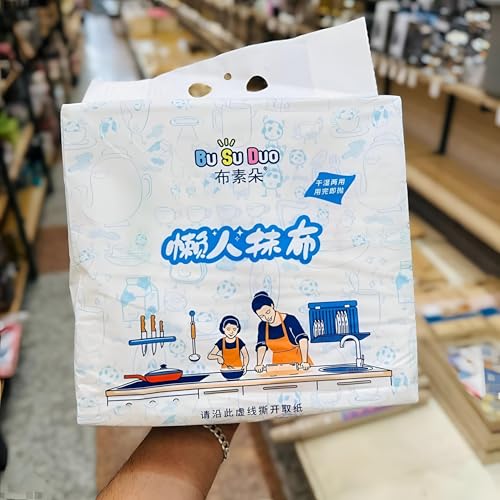 Bu Su Duo
布素朵®
干湿两用
用完即抛
懒人抹布
请沿此虚线撕开取纸